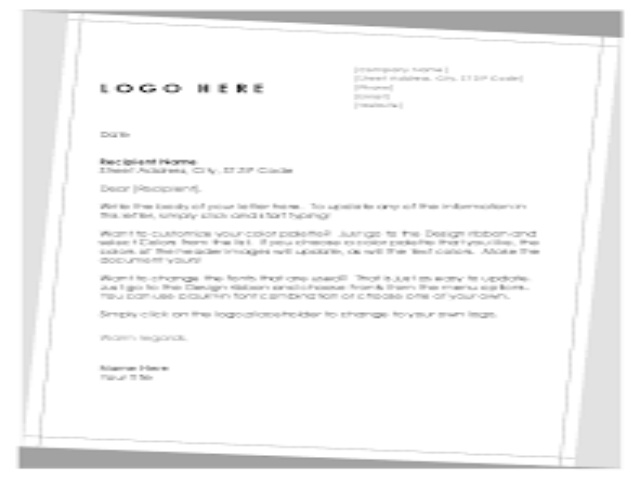 LOGO HERE
[Company Name]
[Street Address, City, ST ZIP Code]
[Phone]
[Email]
[Website]
Date
Recipient Name
Street Address, City, ST ZIP Code
Dear [Recipient],
Write the body of your letter here. To update any of the information in
this letter, simply click and start typing!
Want to customize your color palette? Just go to the Design ribbon and
select Colors from the list. If you choose a color palette that you like, the
colors of the header images will update, as will the text colors. Make the
document yours!
Want to change the fonts that are used? That is just as easy to update.
Just go to the Design ribbon and choose fronts from the menu options.
You can use a built-in font combination or choose one of your own.
Simply click on the logo placeholder to change to your own logo.
Warm regards,
Name Here
Your Title